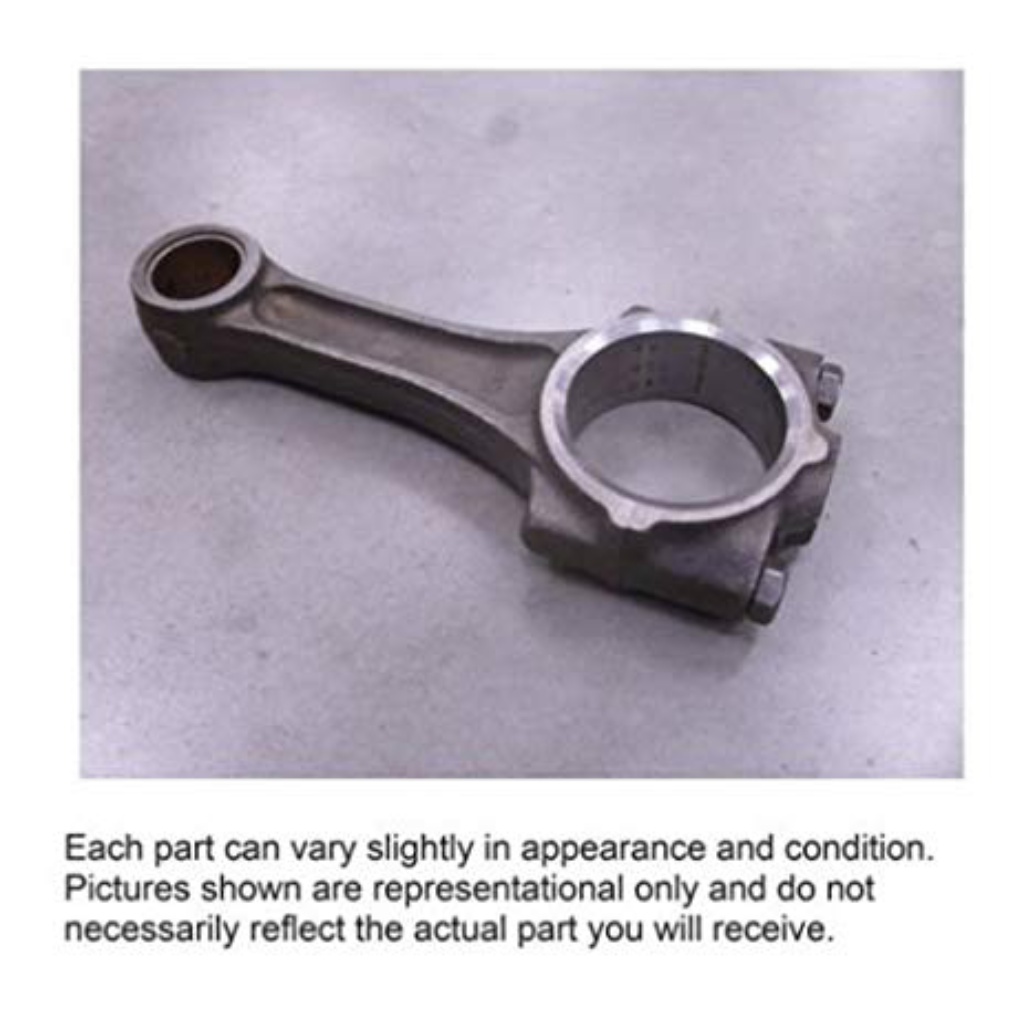 Each part can vary slightly in appearance and condition.
Pictures shown are representational only and do not
necessarily reflect the actual part you will receive.